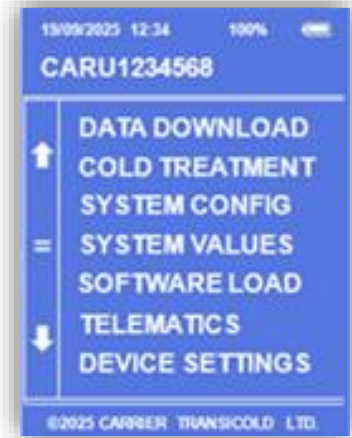 19/09/2025 12:34 100%
CARU1234568
DATA DOWNLOAD
COLD TREATMENT
SYSTEM CONFIG
= SYSTEM VALUES
SOFTWARE LOAD
TELEMATICS
DEVICE SETTINGS
©2025 CARRIER TRANSICOLD LTD.